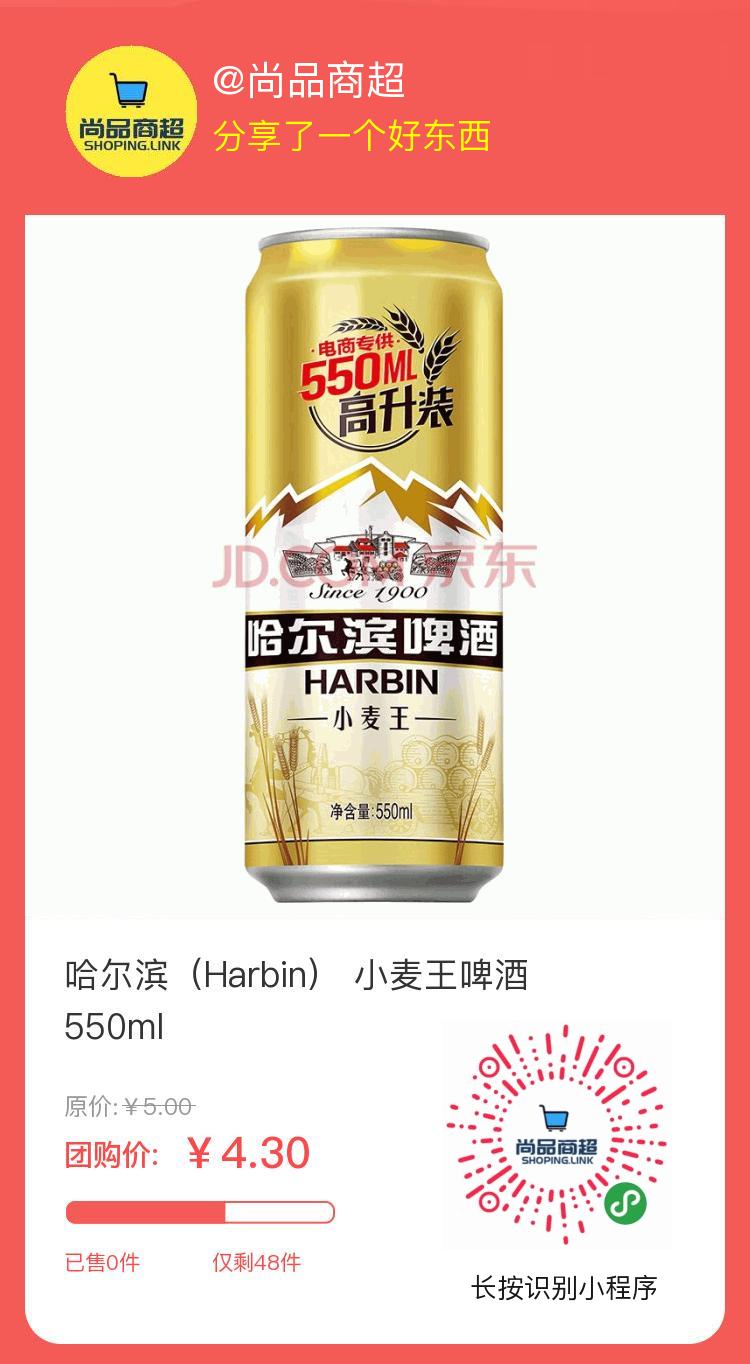 尚品商超
SHOPING.LINK
@尚品商超
分享了一个好东西
·电商专供·
550ML
高升装
JD.COM 京东
Since 1900
哈尔滨啤酒
HARBIN
小麦王
净含量:550ml
哈尔滨（Harbin） 小麦王啤酒
550ml
原价:￥5.00
团购价: ￥4.30
已售0件 仅剩48件
尚品商超
SHOPING.LINK
长按识别小程序